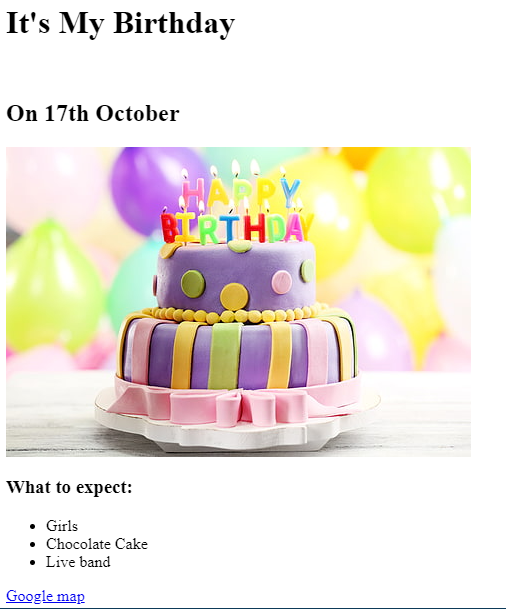 It's My Birthday
On 17th October
HAPPY
BIRTHDAY
What to expect:
Girls
Chocolate Cake
Live band
Google map